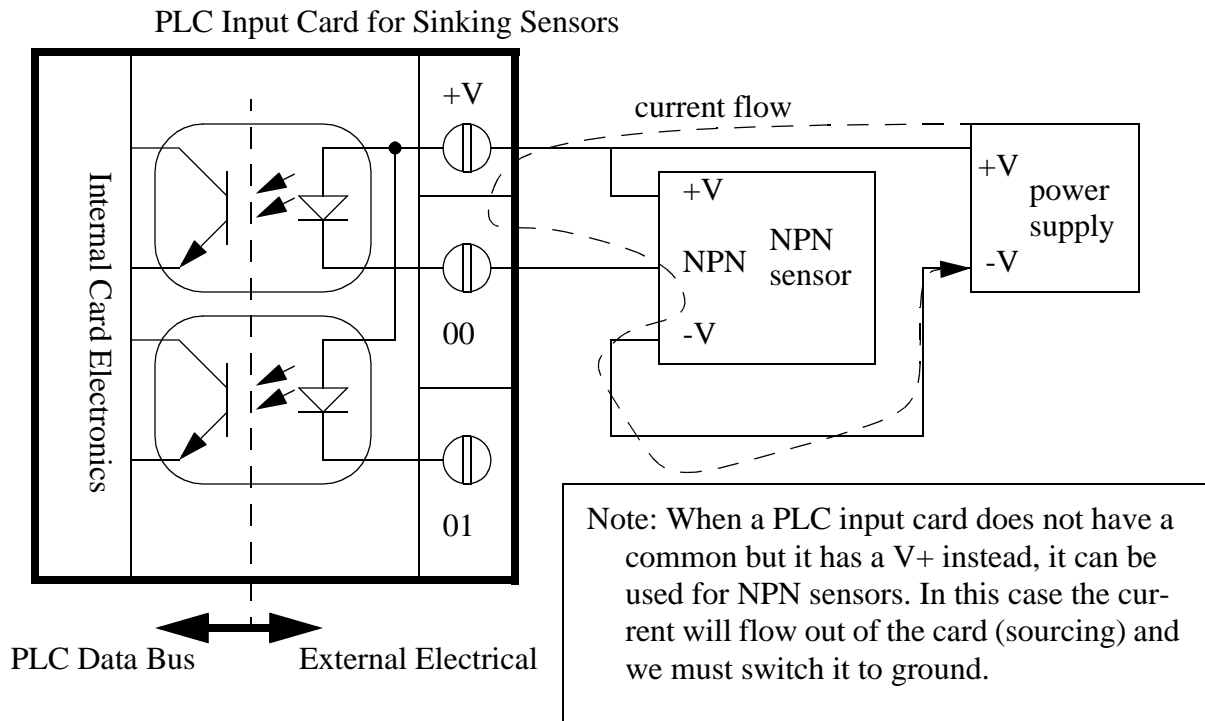 PLC Input Card for Sinking Sensors
+V
current flow
Internal Card Electronics
+V
NPN
NPN
sensor
-V
+V
power
supply
-V
00
01
Note: When a PLC input card does not have a
common but it has a V+ instead, it can be
used for NPN sensors. In this case the cur-
rent will flow out of the card (sourcing) and
we must switch it to ground.
PLC Data Bus
External Electrical